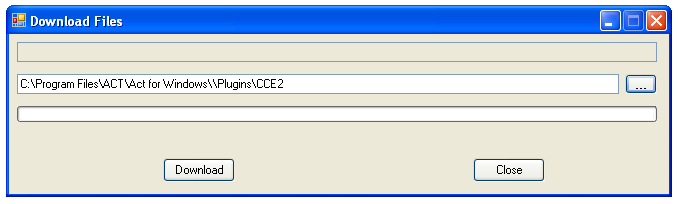 Download Files
C:\Program Files\ACT\Act for Windows\\Plugins\CCE2
...
Download
Close